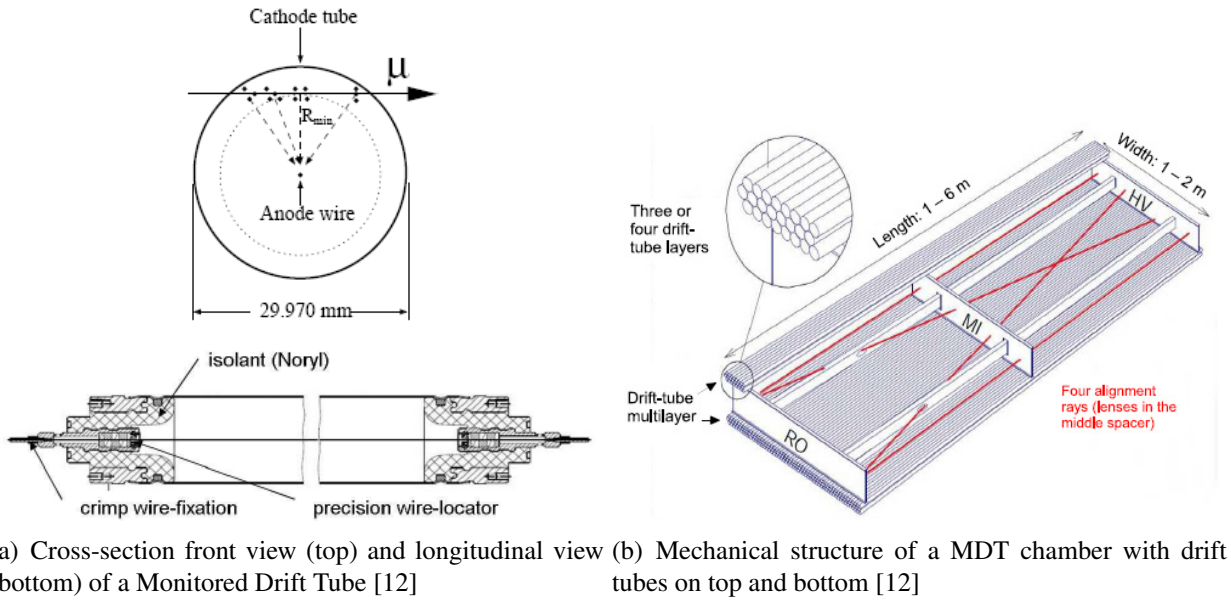 Cathode tube
μ
R_min
Anode wire
29.970 mm
isolant (Noryl)
crimp wire-fixation
precision wire-locator
a) Cross-section front view (top) and longitudinal view
bottom) of a Monitored Drift Tube [12]
Three or
four drift-
tube layers
Length: 1 – 6 m
Width: 1 – 2 m
HV
MI
RO
Drift-tube
multilayer
Four alignment
rays (lenses in the
middle spacer)
(b) Mechanical structure of a MDT chamber with drift
tubes on top and bottom [12]